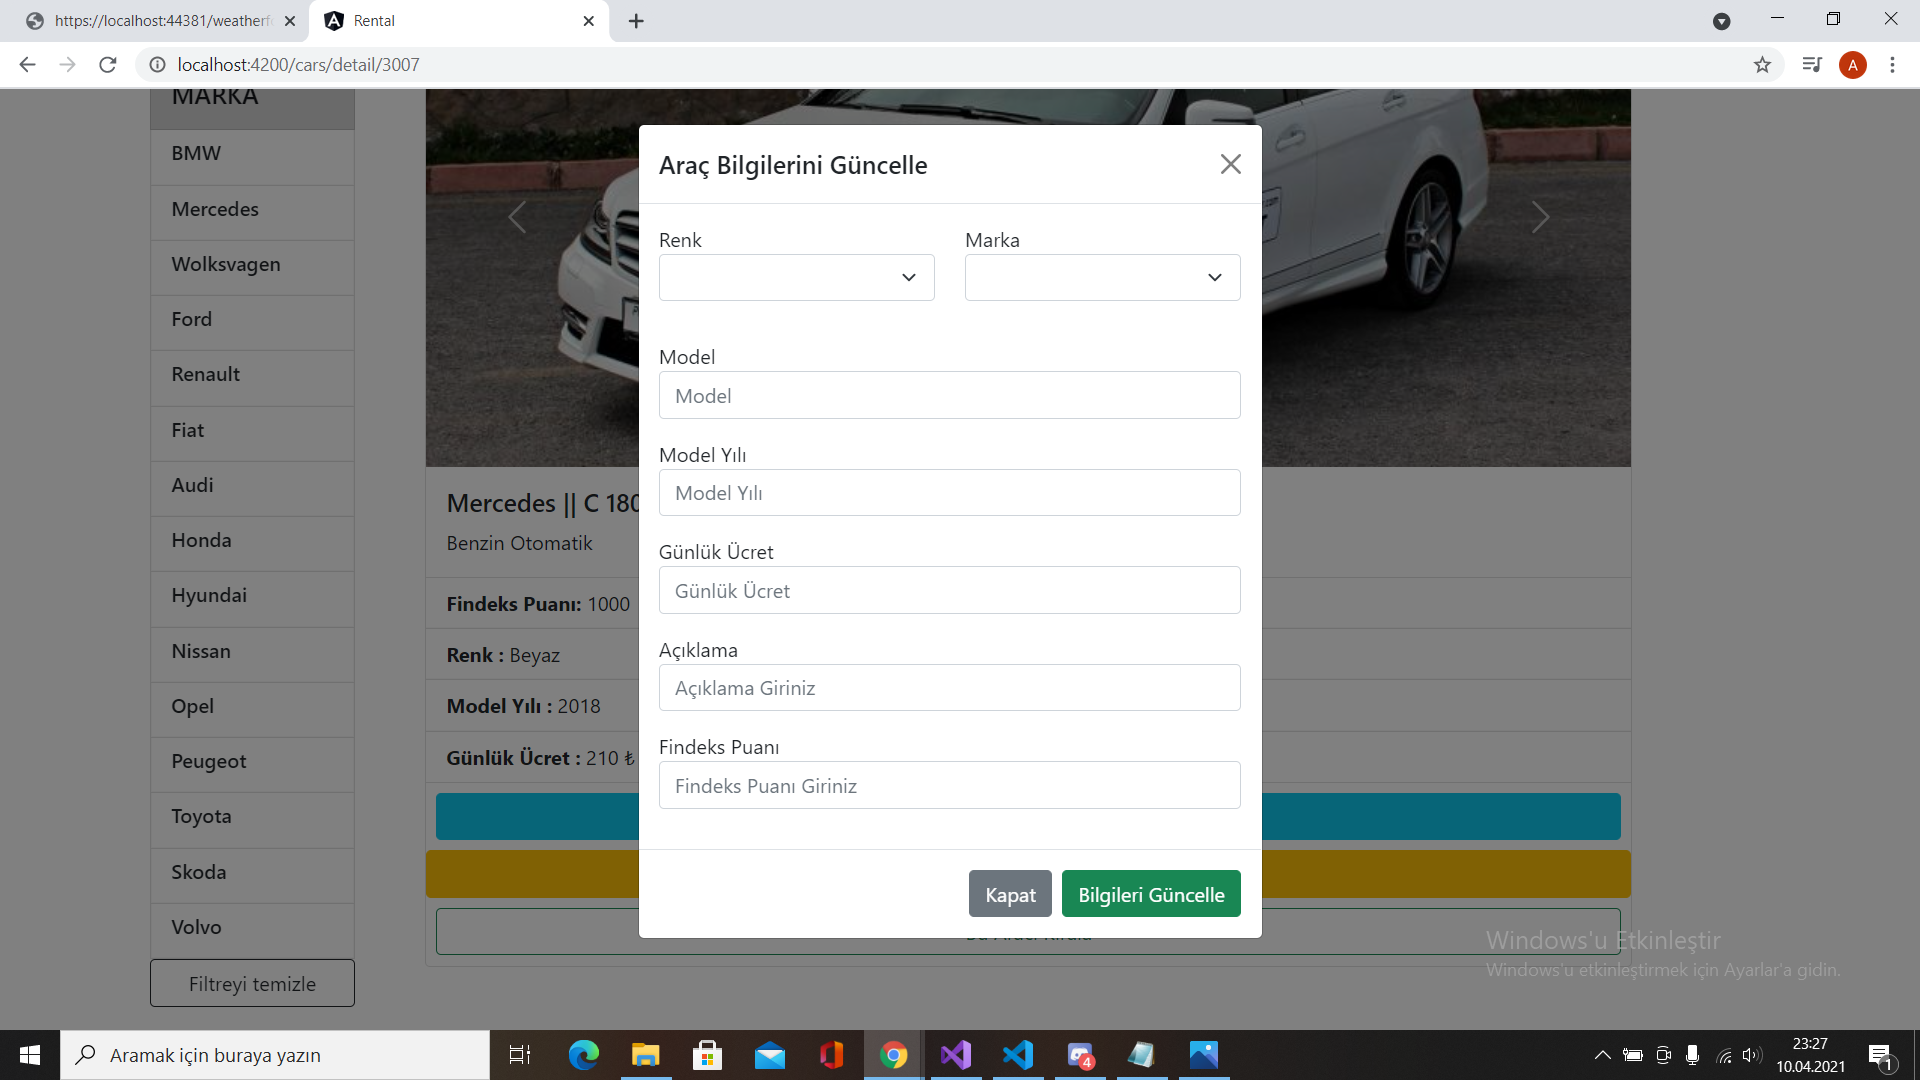 https://localhost:44381/weatherf
Rental
localhost:4200/cars/detail/3007
A
MARKA
BMW
Mercedes
Wolksvagen
Ford
Renault
Fiat
Audi
Honda
Hyundai
Nissan
Opel
Peugeot
Toyota
Skoda
Volvo
Filtreyi temizle
Mercedes || C 180
Benzin Otomatik
Findeks Puanı: 1000
Renk : Beyaz
Model Yılı : 2018
Günlük Ücret : 210 ₺
Araç Bilgilerini Güncelle
Renk
Marka
Model
Model
Model Yılı
Model Yılı
Günlük Ücret
Günlük Ücret
Açıklama
Açıklama Giriniz
Findeks Puanı
Findeks Puanı Giriniz
Kapat
Bilgileri Güncelle
Windows'u Etkinleştir
Windows'u etkinleştirmek için Ayarlar'a gidin.
Aramak için buraya yazın
4
23:27
10.04.2021
1